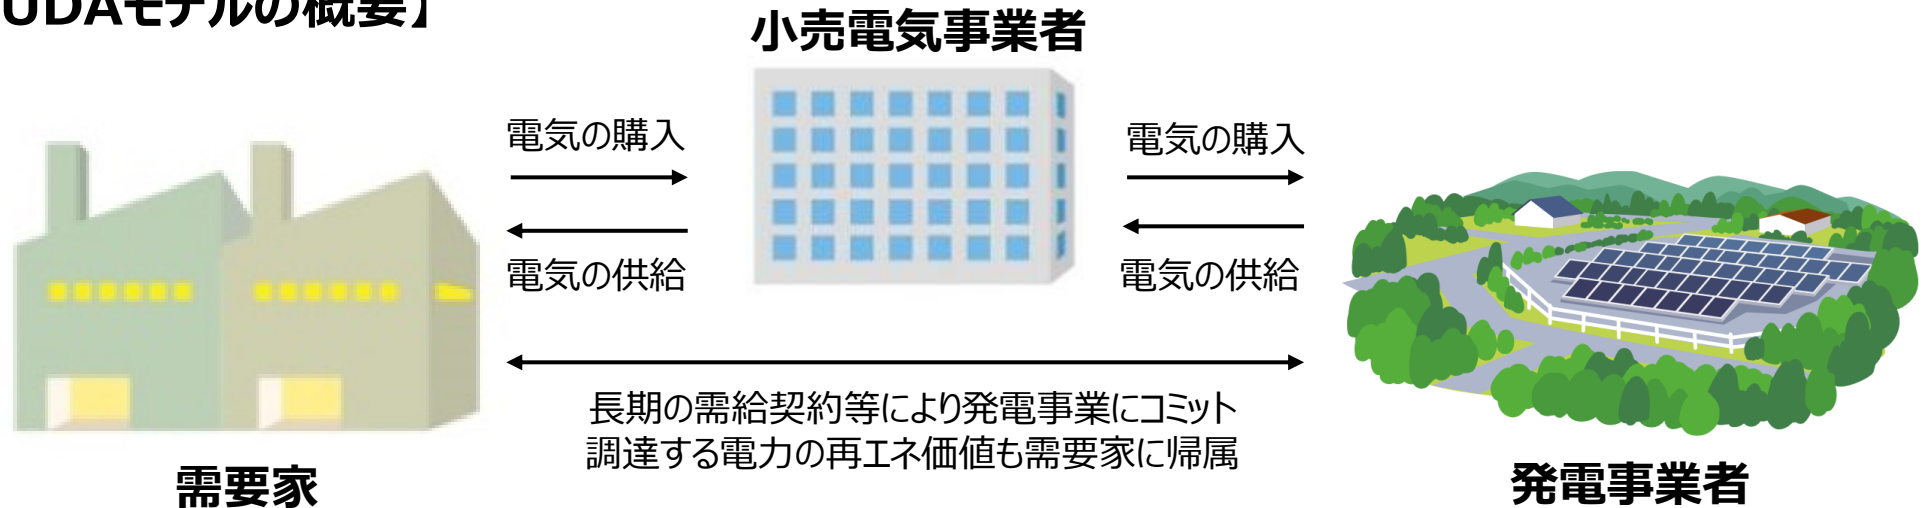 UDAモデルの概要】
小売電気事業者
電気の購入
電気の購入
電気の供給
電気の供給
長期の需給契約等により発電事業にコミット
調達する電力の再エネ価値も需要家に帰属
需要家
発電事業者